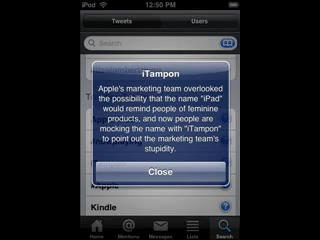 iPod 12:50 PM
Tweets Users
Search
iTampon
Apple's marketing team overlooked
the possibility that the name "iPad"
would remind people of feminine
products, and now people are
mocking the name with "iTampon"
to point out the marketing team's
stupidity.
Close
Kindle
Home Mentions Messages Lists Search